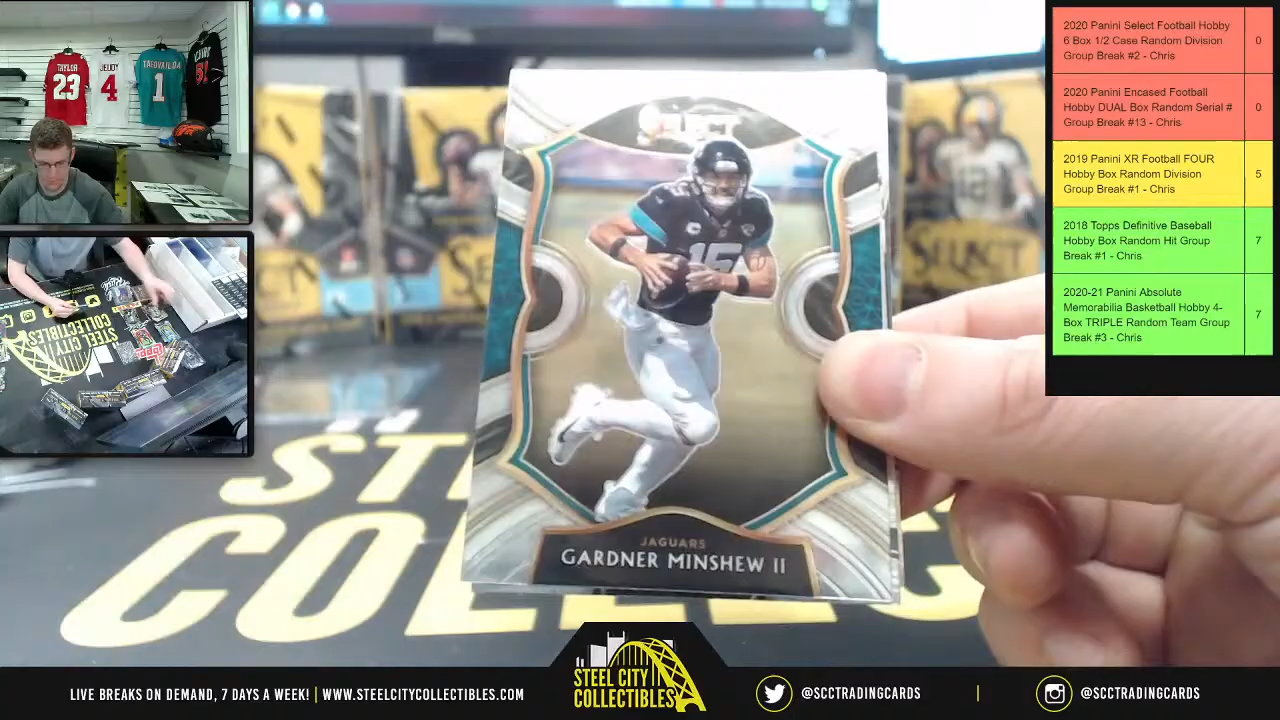 TAYLOR
23
JEUDY
4
TAGOVAILOA
1
STEEL CITY
COLLECTIBLES
SELECT
12
SELECT
15
JAGUARS
GARDNER MINSHEW II
2020 Panini Select Football Hobby
6 Box 1/2 Case Random Division
Group Break #2 - Chris
0
2020 Panini Encased Football
Hobby DUAL Box Random Serial #
Group Break #13 - Chris
0
2019 Panini XR Football FOUR
Hobby Box Random Division
Group Break #1 - Chris
5
2018 Topps Definitive Baseball
Hobby Box Random Hit Group
Break #1 - Chris
7
2020-21 Panini Absolute
Memorabilia Basketball Hobby 4-
Box TRIPLE Random Team Group
Break #3 - Chris
7
LIVE BREAKS ON DEMAND, 7 DAYS A WEEK! | WWW.STEELCITYCOLLECTIBLES.COM
STEEL CITY
COLLECTIBLES
@SCCTRADINGCARDS
|
@SCCTRADINGCARDS